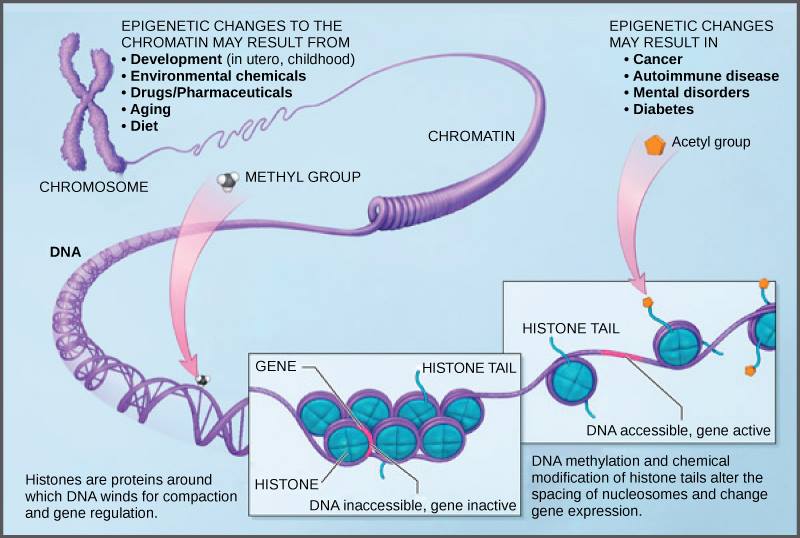 EPIGENETIC CHANGES TO THE
CHROMATIN MAY RESULT FROM
• Development (in utero, childhood)
• Environmental chemicals
• Drugs/Pharmaceuticals
• Aging
• Diet
EPIGENETIC CHANGES
MAY RESULT IN
• Cancer
• Autoimmune disease
• Mental disorders
• Diabetes
CHROMATIN
Acetyl group
CHROMOSOME
METHYL GROUP
DNA
HISTONE TAIL
GENE
HISTONE TAIL
DNA accessible, gene active
HISTONE
DNA inaccessible, gene inactive
Histones are proteins around
which DNA winds for compaction
and gene regulation.
DNA methylation and chemical
modification of histone tails alter the
spacing of nucleosomes and change
gene expression.